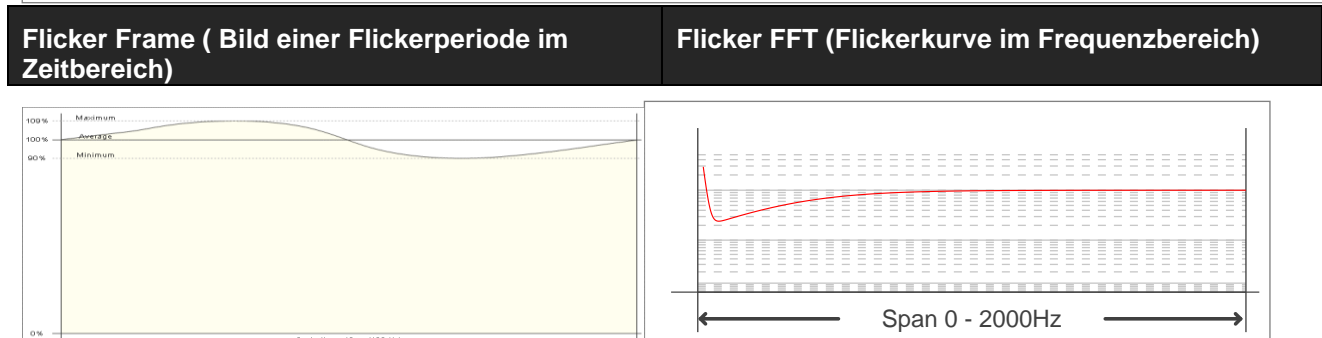 Flicker Frame ( Bild einer Flickerperiode im
Zeitbereich)
Flicker FFT (Flickerkurve im Frequenzbereich)
Maximum
100%
Average
90%
Minimum
0%
Span 0 - 2000Hz